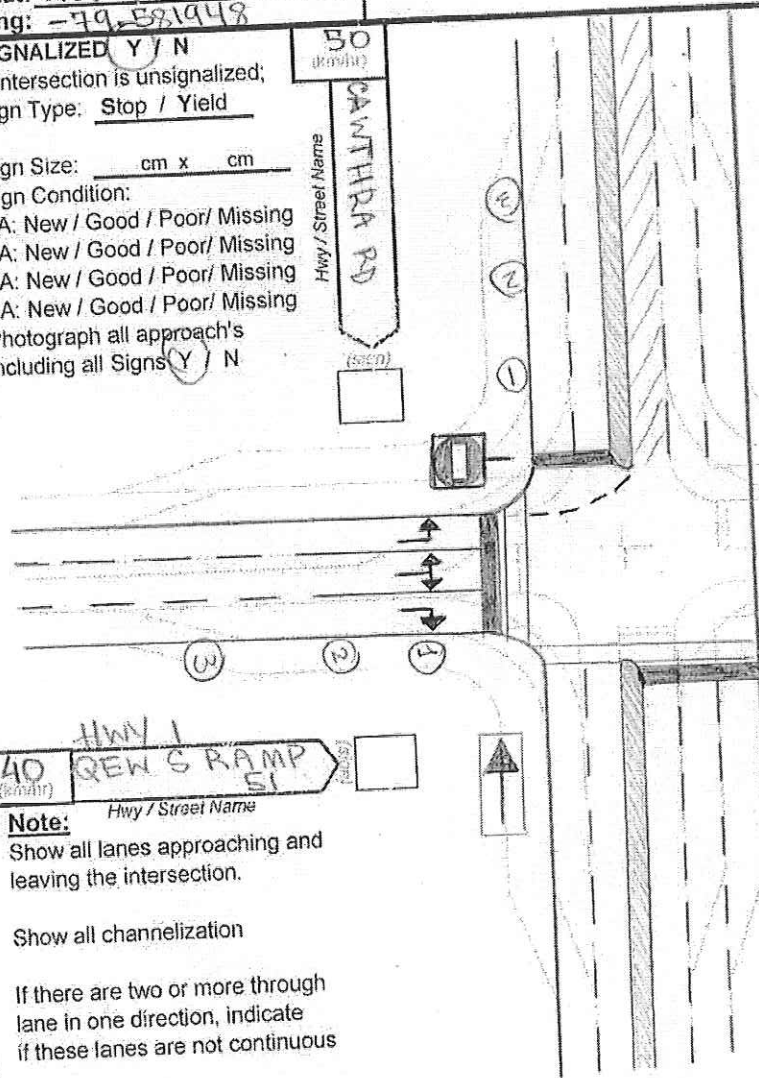 ng: -79.581948
GNALIZED Y / N
ntersection is unsignalized;
gn Type: Stop / Yield
gn Size: cm x cm
gn Condition:
A: New / Good / Poor/ Missing
A: New / Good / Poor/ Missing
A: New / Good / Poor/ Missing
A: New / Good / Poor/ Missing
hotograph all approach's
ncluding all Signs Y / N
50
(km/hr)
Hwy / Street Name
CAWTHRA RD
3
2
1
3
2
1
HWY 1
40
(km/hr)
QEW S RAMP
51
Hwy / Street Name
Note:
Show all lanes approaching and
leaving the intersection.
Show all channelization
If there are two or more through
lane in one direction, indicate
if these lanes are not continuous